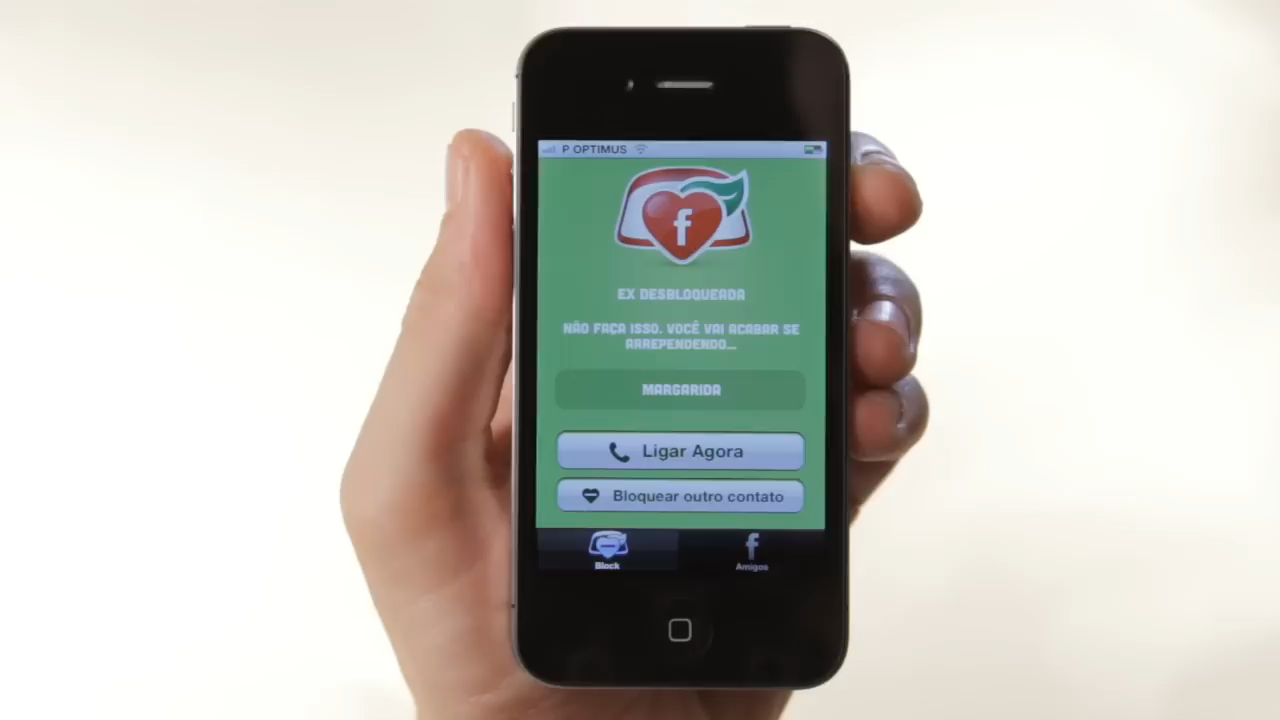 P OPTIMUS
f
EX DESBLOQUEADA
NÃO FAÇA ISSO. VOCÊ VAI ACABAR SE
ARREPENDENDO...
MARGARIDA
Ligar Agora
Bloquear outro contato
f
Block
Amigos